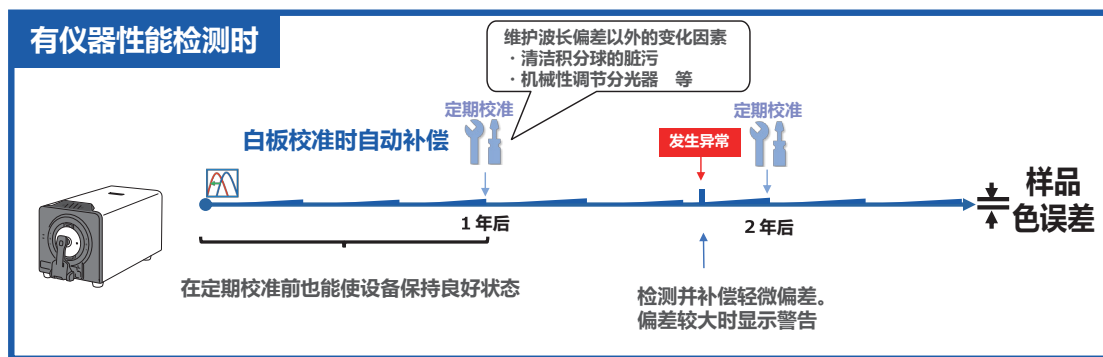 有仪器性能检测时
维护波长偏差以外的变化因素
· 清洁积分球的脏污
· 机械性调节分光器 等
定期校准
白板校准时自动补偿
发生异常
定期校准
样品
色误差
1 年后
2 年后
在定期校准前也能使设备保持良好状态
检测并补偿轻微偏差。
偏差较大时显示警告